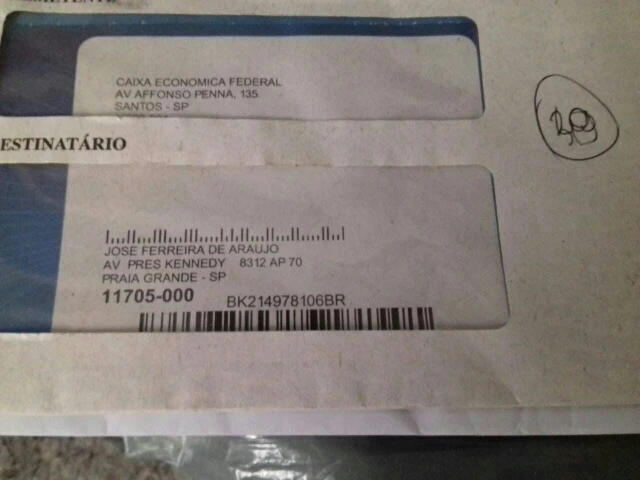 CAIXA ECONOMICA FEDERAL
AV AFFONSO PENNA, 135
SANTOS - SP
ESTINATÁRIO
JOSE FERREIRA DE ARAUJO
AV PRES KENNEDY 8312 AP 70
PRAIA GRANDE - SP
11705-000 BK214978106BR